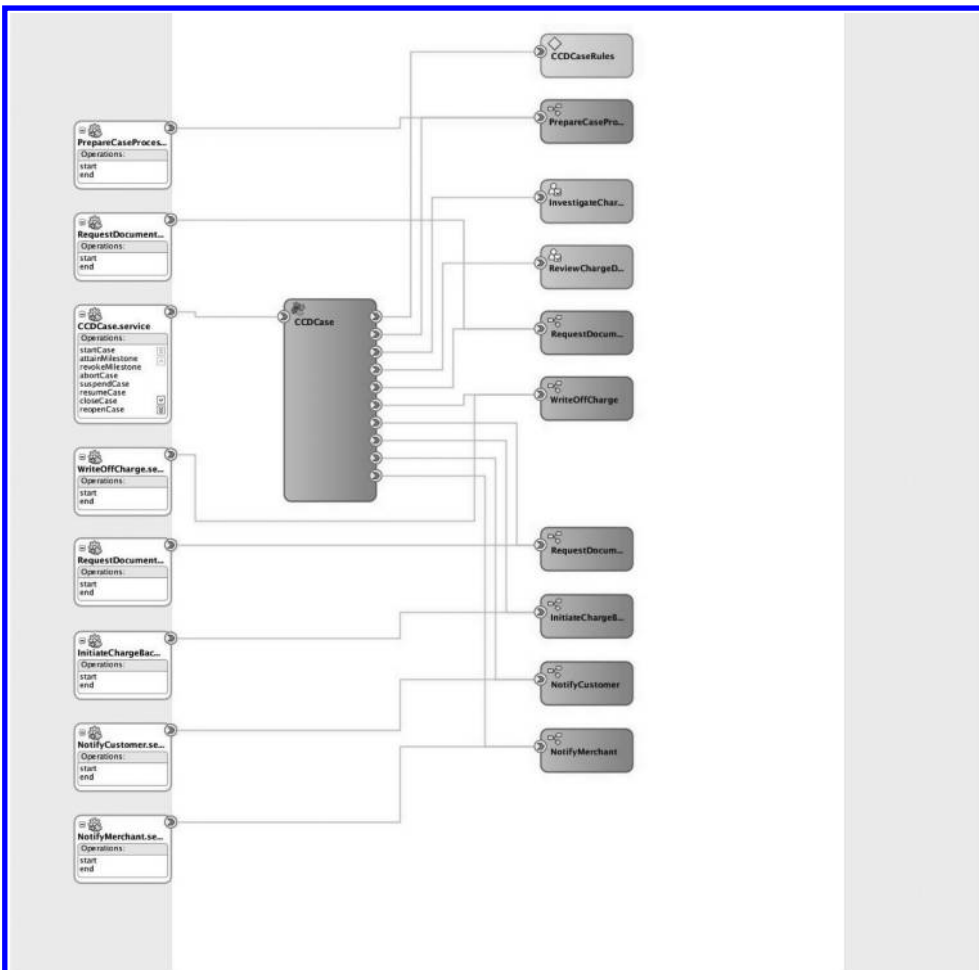 CCDCaseRules
PrepareCasePro...
PrepareCaseProces...
Operations:
start
end
InvestigateChar...
RequestDocument...
Operations:
start
end
ReviewChargeD...
CCDCase.service
Operations:
startCase
attainMilestone
revokeMilestone
abortCase
suspendCase
resumeCase
closeCase
reopenCase
CCDCase
RequestDocum...
WriteOffCharge
WriteOffCharge.se...
Operations:
start
end
RequestDocument...
Operations:
start
end
RequestDocum...
InitiateChargeB...
InitiateChargeBac...
Operations:
start
end
NotifyCustomer
NotifyCustomer.se...
Operations:
start
end
NotifyMerchant
NotifyMerchant.se...
Operations:
start
end